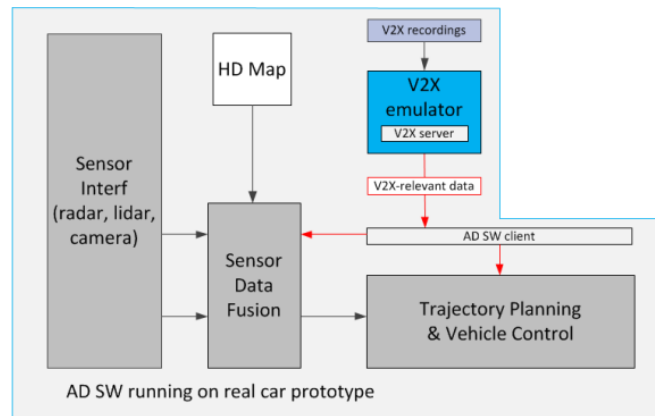 V2X recordings
HD Map
V2X
emulator
V2X server
Sensor
Interf
(radar, lidar,
camera)
V2X-relevant data
AD SW client
Sensor
Data
Fusion
Trajectory Planning
& Vehicle Control
AD SW running on real car prototype